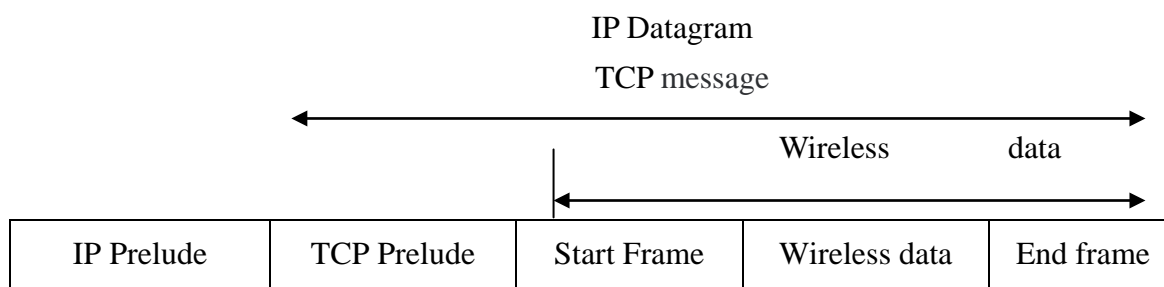 IP Datagram
TCP message
Wireless data
IP Prelude TCP Prelude Start Frame Wireless data End frame